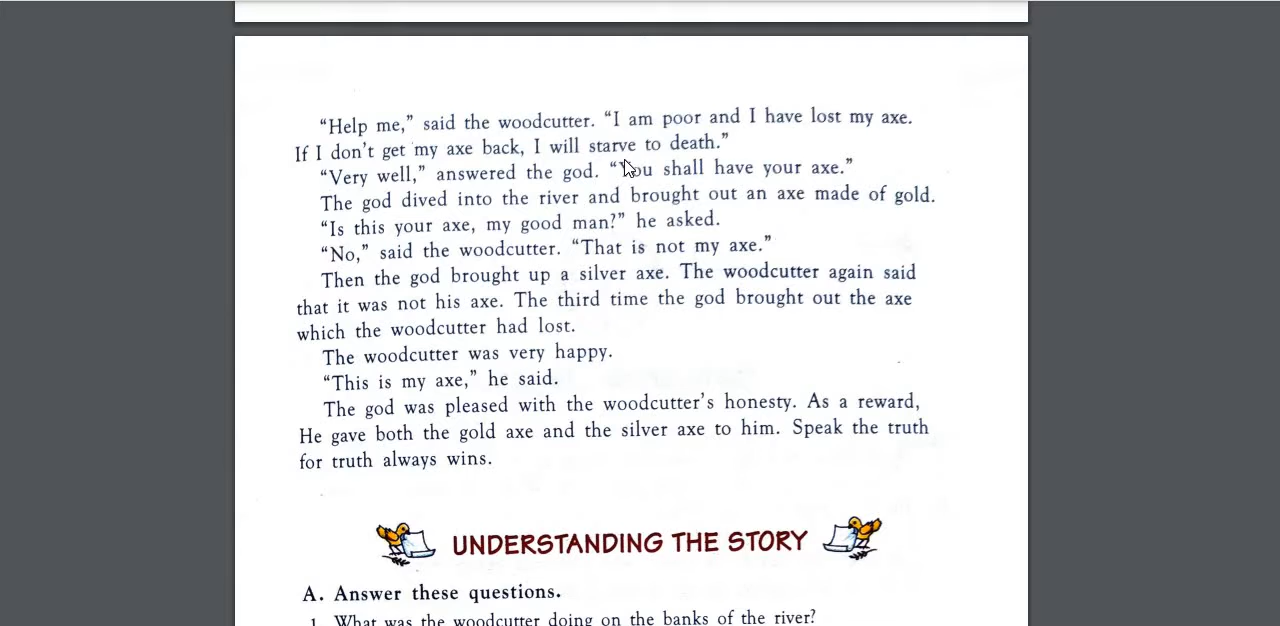 “Help me,” said the woodcutter. “I am poor and I have lost my axe.
If I don’t get my axe back, I will starve to death.”
“Very well,” answered the god. “You shall have your axe.”
The god dived into the river and brought out an axe made of gold.
“Is this your axe, my good man?” he asked.
“No,” said the woodcutter. “That is not my axe.”
Then the god brought up a silver axe. The woodcutter again said
that it was not his axe. The third time the god brought out the axe
which the woodcutter had lost.
The woodcutter was very happy.
“This is my axe,” he said.
The god was pleased with the woodcutter’s honesty. As a reward,
He gave both the gold axe and the silver axe to him. Speak the truth
for truth always wins.
UNDERSTANDING THE STORY
A. Answer these questions.
1. What was the woodcutter doing on the banks of the river?